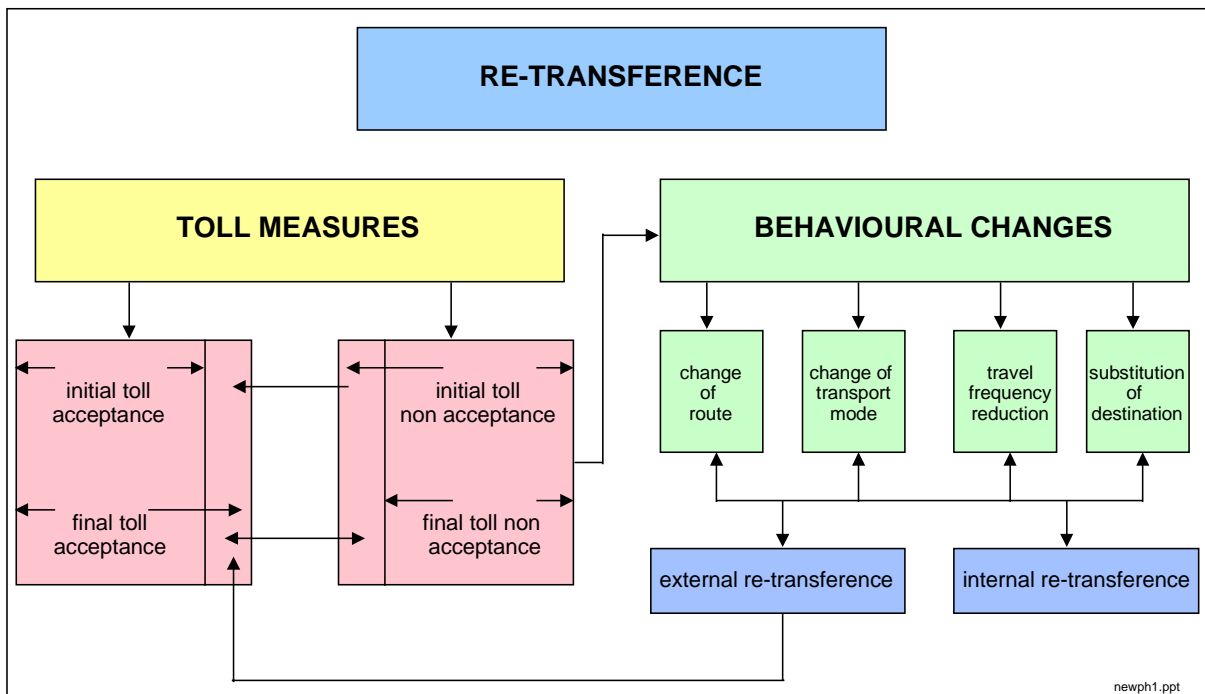 RE-TRANSFERENCE
TOLL MEASURES
BEHAVIOURAL CHANGES
initial toll
acceptance
initial toll
non acceptance
final toll
acceptance
final toll non
acceptance
change
of
route
change of
transport
mode
travel
frequency
reduction
substitution
of
destination
external re-transference
internal re-transference
newph1.ppt